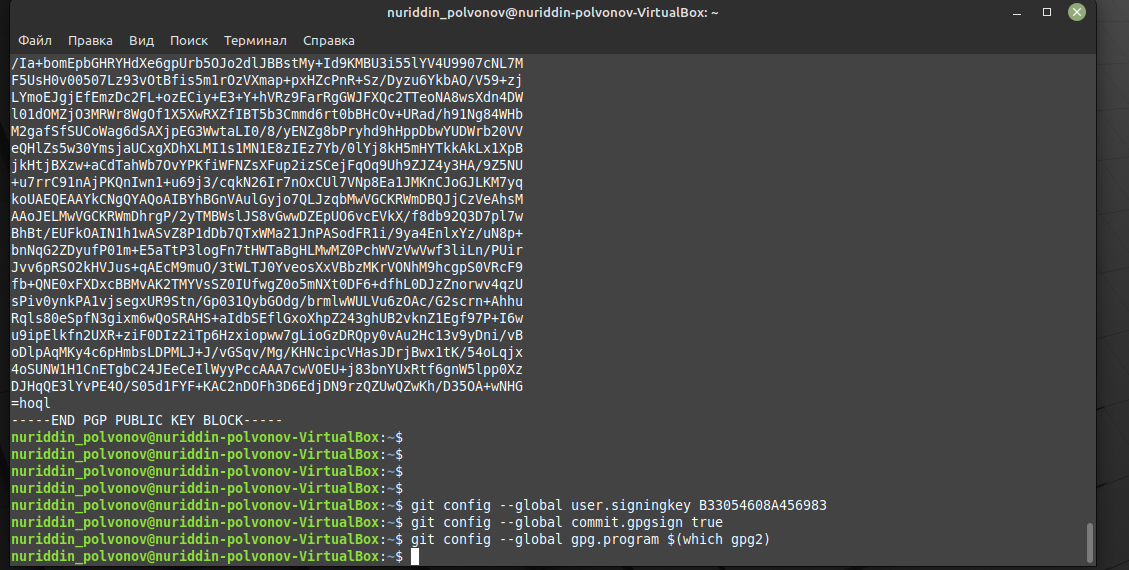 nuriddin_polvonov@nuriddin-polvonov-VirtualBox: ~
Файл Правка Вид Поиск Терминал Справка
/Ia+bomEpbGHRYHdXe6gpUrb5OJo2dlJBBstMy+Id9KMBU3i55lYV4U9907cNL7M
F5UsH0v00507Lz93vOtBfis5m1rOzVXmap+pxHZcPnR+Sz/Dyzu6YkbAO/V59+zj
LYmoEJgjEfEmzDc2FL+ozECiy+E3+Y+hVRz9FarRgGWJFXQc2TTeoNA8wsXdn4DW
l01dOMZjO3MRWr8WgOf1X5XwRXZfIBT5b3Cmmd6rt0bBHcOv+URad/h91Ng84WHb
M2gafSfSUCoWag6dSAXjpEG3WwtaLI0/8/yENZg8bPryhd9hHppDbwYUDWrb20VV
eQHlZs5w30YmsjaUCxgXDhXLMI1s1MN1E8zIEz7Yb/0lYj8kH5mHYTkkAkLx1XpB
jkHtjBXzw+aCdTahWb7OvYPKfiWFNZsXFup2izSCejFqOq9Uh9ZJZ4y3HA/9Z5NU
+u7rrC91nAjPKQnIwn1+u69j3/cqkN26Ir7nOxCUl7VNp8Ea1JMKnCJoGJLKM7yq
koUAEQEAAYkCNgQYAQoAIBYhBGnVAulGyjo7QLJzqbMwVGCKRWmDBQJjCzVeAhsM
AAoJELMwVGCKRWmDhrgP/2yTMBWslJS8vGwwDZEpUO6vcEVkX/f8db92Q3D7pl7w
BhBt/EUFkOAIN1h1wASvZ8P1dDb7QTxWMa21JnPASodFR1i/9ya4EnlxYz/uN8p+
bnNqG2ZDyufP01m+E5aTtP3logFn7tHWTaBgHLMwMZ0PchWVzVwVwf3liLn/PUir
Jvv6pRSO2kHVJus+qAEcM9muO/3tWLTJ0YveosXxVBbzMKrVONhM9hcgpS0VRcF9
fb+QNE0xFXDxcBBMvAK2TMYVsSZ0IUfwgZ0o5mNXt0DF6+dfhL0DJzZnorwv4qzU
sPiv0ynkPA1vjsegxUR9Stn/Gp031QybGOdg/brmlwWULVu6zOAc/G2scrn+Ahhu
Rqls80eSpfN3gixm6wQoSRAHS+aIdbSEflGxoXhpZ243ghUB2vknZ1Egf97P+I6w
u9ipElkfn2UXR+ziF0DIz2iTp6Hzxiopww7gLioGzDRQpy0vAu2Hc13v9yDni/vB
oDlpAqMKy4c6pHmbsLDPMLJ+J/vGSqv/Mg/KHNcipcVHasJDrjBwx1tK/54oLqjx
4oSUNW1H1CnETgbC24JEeCeIlWyyPccAAA7cwVOEU+j83bnYUxRtf6gnW5lpp0Xz
DJHqQE3lYvPE4O/S05d1FYF+KAC2nDOFh3D6EdjDN9rzQZUwQZwKh/D35OA+wNHG
=hoql
-----END PGP PUBLIC KEY BLOCK-----
nuriddin_polvonov@nuriddin-polvonov-VirtualBox:~$
nuriddin_polvonov@nuriddin-polvonov-VirtualBox:~$
nuriddin_polvonov@nuriddin-polvonov-VirtualBox:~$
nuriddin_polvonov@nuriddin-polvonov-VirtualBox:~$
nuriddin_polvonov@nuriddin-polvonov-VirtualBox:~$ git config --global user.signingkey B33054608A456983
nuriddin_polvonov@nuriddin-polvonov-VirtualBox:~$ git config --global commit.gpgsign true
nuriddin_polvonov@nuriddin-polvonov-VirtualBox:~$ git config --global gpg.program $(which gpg2)
nuriddin_polvonov@nuriddin-polvonov-VirtualBox:~$